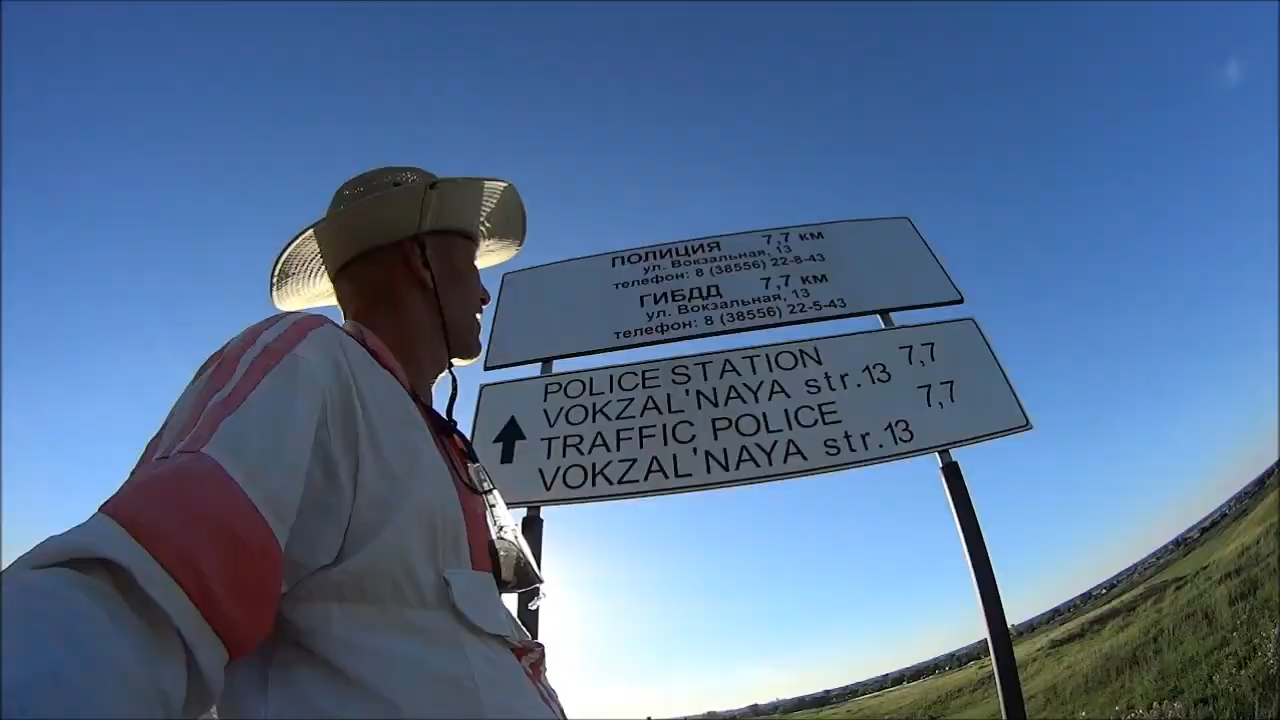 ПОЛИЦИЯ 7,7 км
ул. Вокзальная, 13
телефон: 8 (38556) 22-8-43
ГИБДД 7,7 км
ул. Вокзальная, 13
телефон: 8 (38556) 22-5-43
POLICE STATION 7,7
VOKZAL'NAYA str.13
TRAFFIC POLICE 7,7
VOKZAL'NAYA str.13